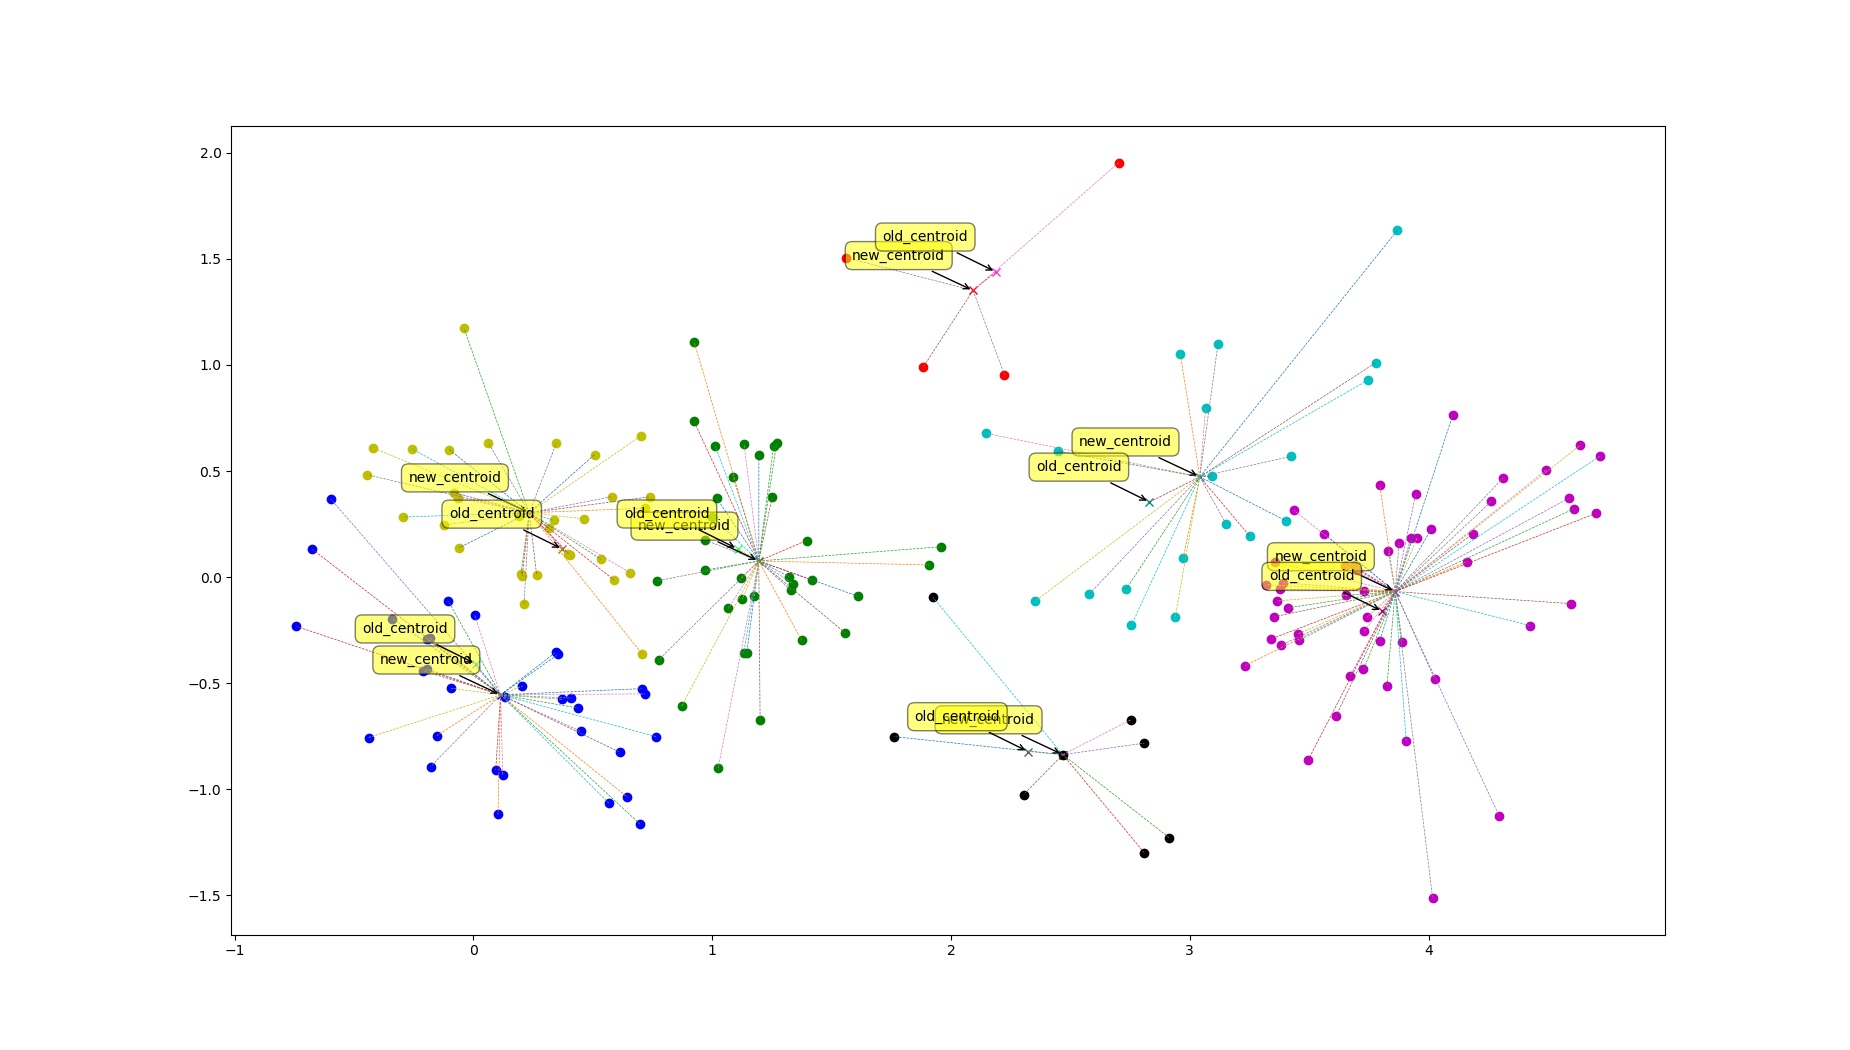 2.0
old_centroid
1.5
new_centroid
1.0
new_centroid
0.5
old_centroid
new_centroid
old_centroid
old_centroid
new_centroid
new_centroid
0.0
old_centroid
old_centroid
new_centroid
−0.5
old_centroid
new_centroid
−1.0
−1.5
−1
0
1
2
3
4